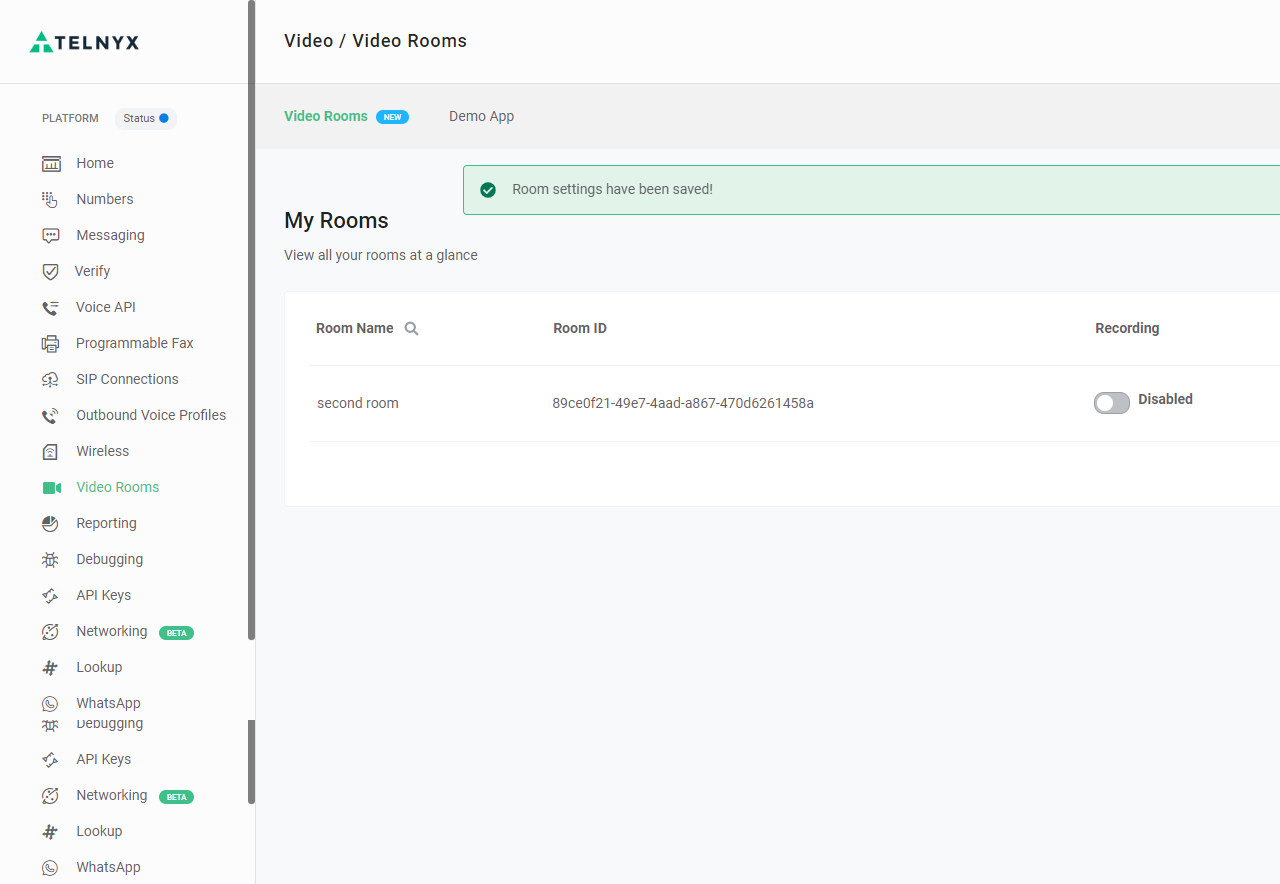 TELNYX
Video / Video Rooms
PLATFORM Status
Video Rooms NEW Demo App
Home
Numbers
Messaging
Verify
Voice API
Programmable Fax
SIP Connections
Outbound Voice Profiles
Wireless
Video Rooms
Reporting
Debugging
API Keys
Networking BETA
Lookup
WhatsApp
Debugging
API Keys
Networking BETA
Lookup
WhatsApp
Room settings have been saved!
My Rooms
View all your rooms at a glance
Room Name Room ID Recording
second room 89ce0f21-49e7-4aad-a867-470d6261458a Disabled